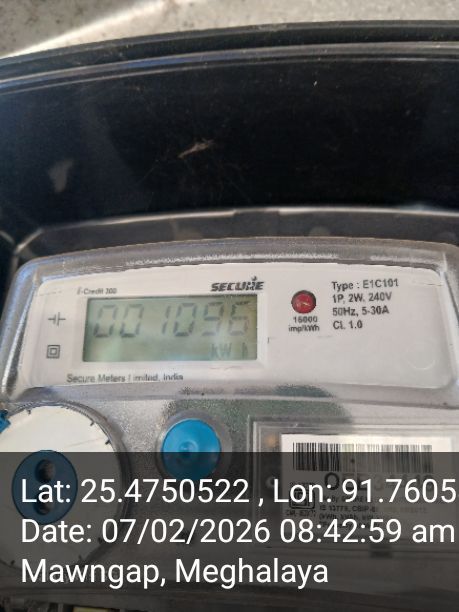 i-Credit 300
SECURE
Type : E1C101
1P, 2W, 240V
50Hz, 5-30A
Cl. 1.0
16000
imp/kWh
001096
kW h
Secure Meters Limited, India
Lat: 25.4750522 , Lon: 91.7605
Date: 07/02/2026 08:42:59 am
Mawngap, Meghalaya